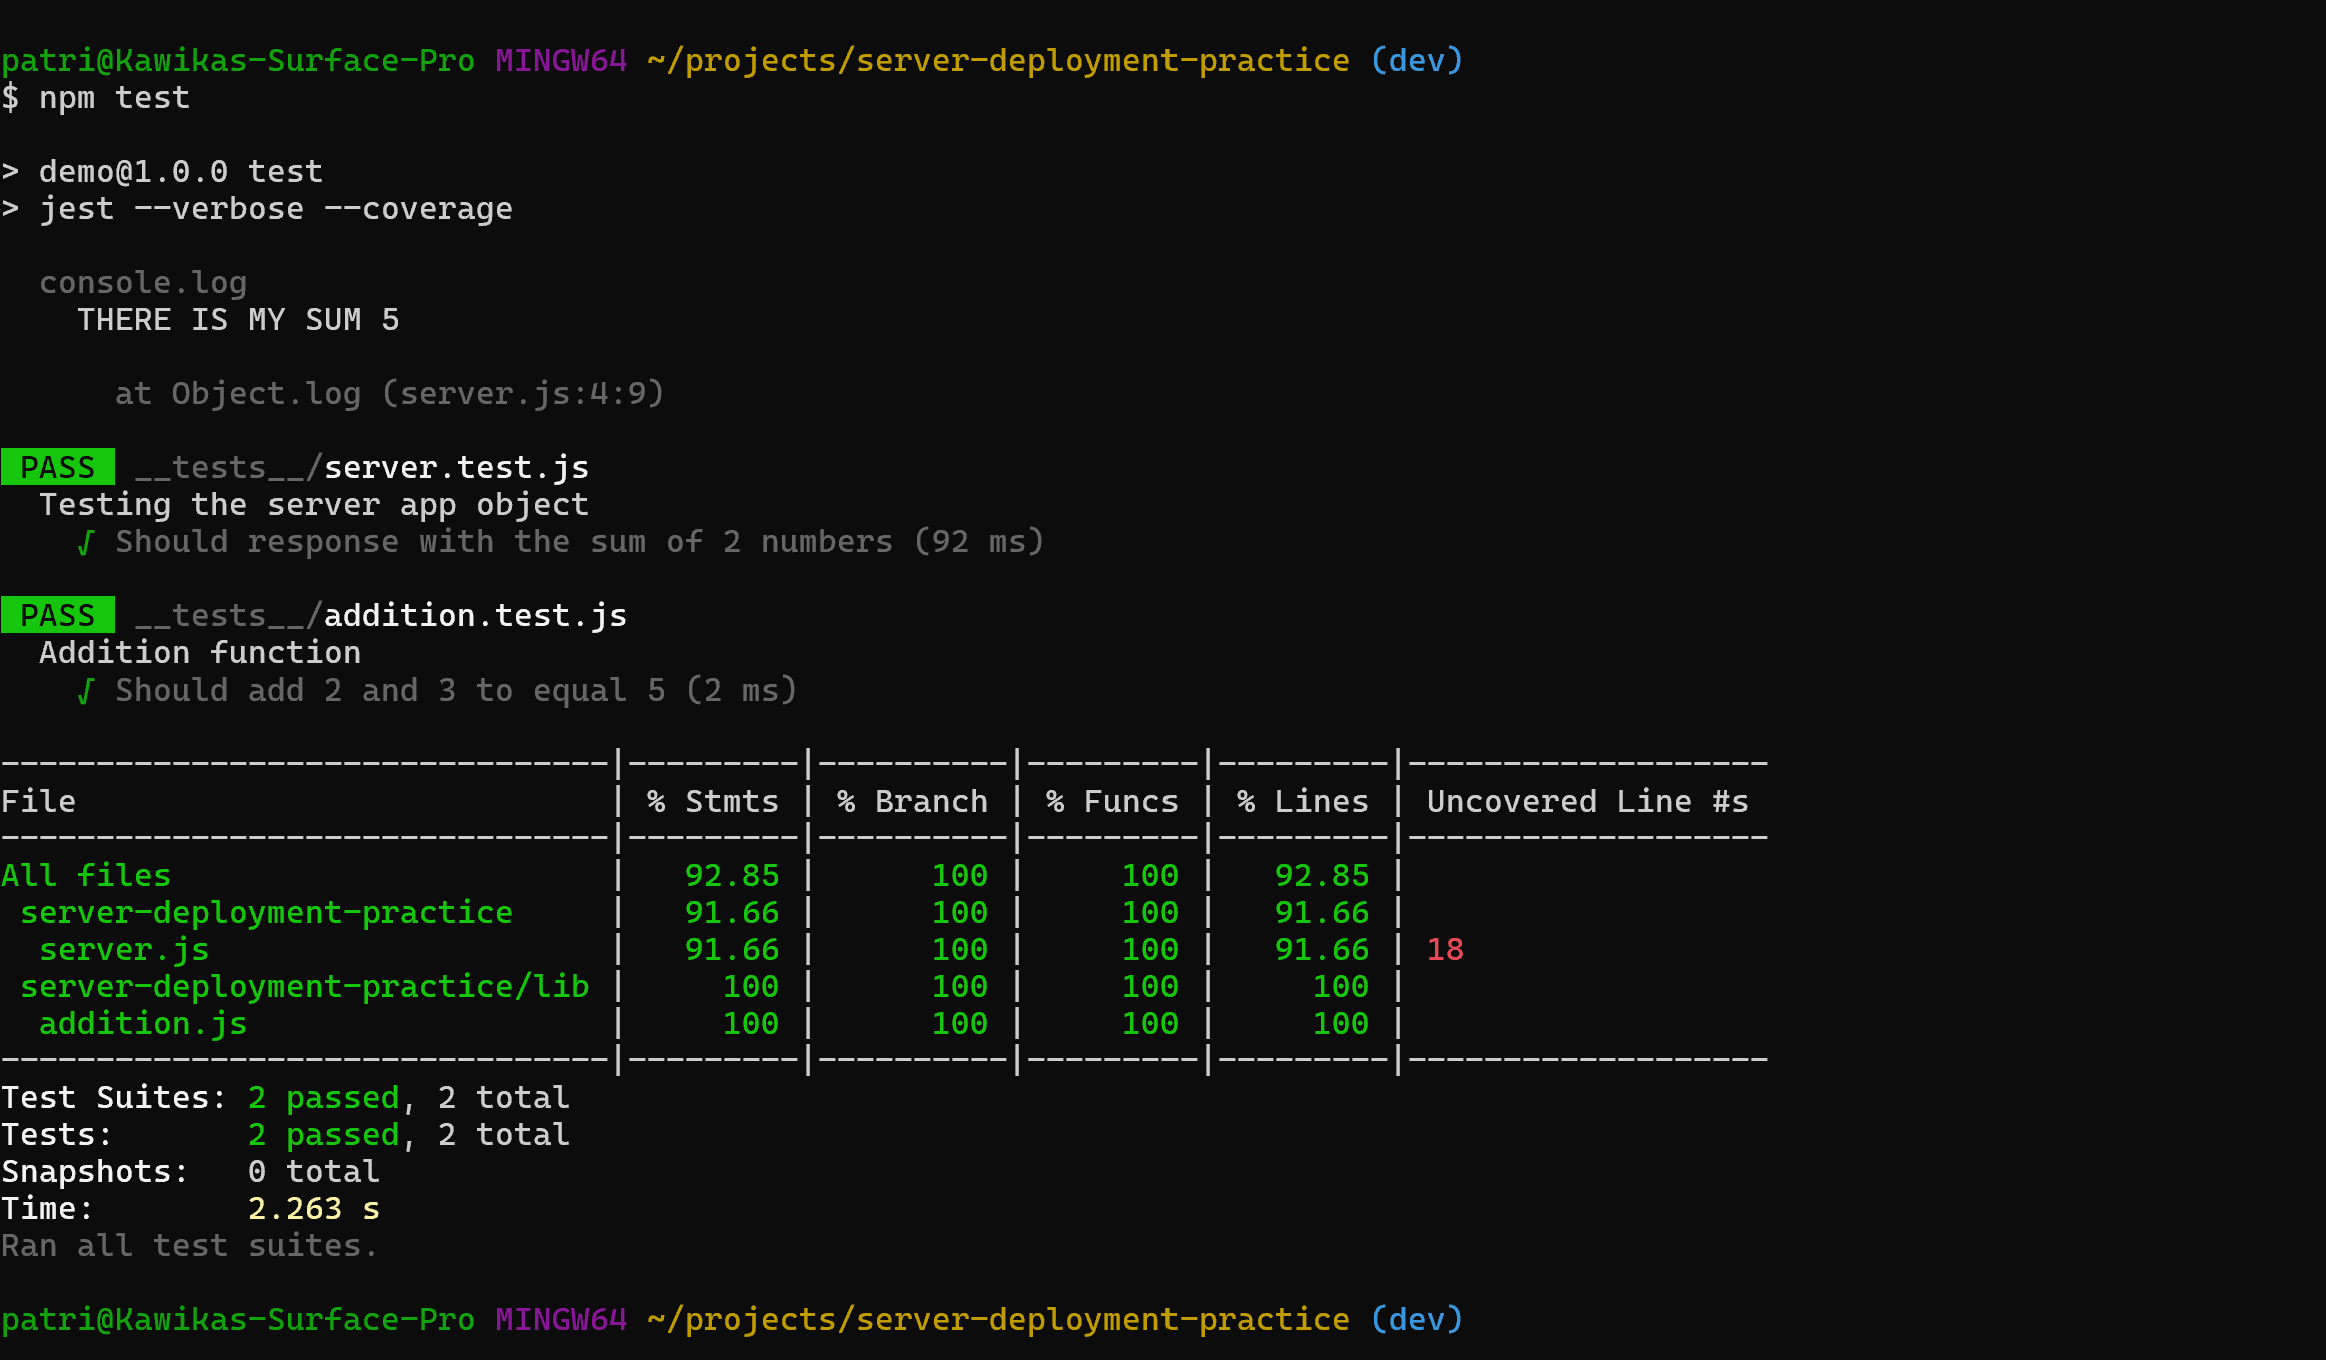 patri@Kawikas-Surface-Pro MINGW64 ~/projects/server-deployment-practice (dev)
$ npm test

> demo@1.0.0 test
> jest --verbose --coverage

  console.log
    THERE IS MY SUM 5

      at Object.log (server.js:4:9)

 PASS  __tests__/server.test.js
  Testing the server app object
    √ Should response with the sum of 2 numbers (92 ms)

 PASS  __tests__/addition.test.js
  Addition function
    √ Should add 2 and 3 to equal 5 (2 ms)

--------------------------------|---------|----------|---------|---------|-------------------
File                            | % Stmts | % Branch | % Funcs | % Lines | Uncovered Line #s
--------------------------------|---------|----------|---------|---------|-------------------
All files                       |   92.85 |      100 |     100 |   92.85 |
 server-deployment-practice     |   91.66 |      100 |     100 |   91.66 |
  server.js                     |   91.66 |      100 |     100 |   91.66 | 18
 server-deployment-practice/lib |     100 |      100 |     100 |     100 |
  addition.js                   |     100 |      100 |     100 |     100 |
--------------------------------|---------|----------|---------|---------|-------------------
Test Suites: 2 passed, 2 total
Tests:       2 passed, 2 total
Snapshots:   0 total
Time:        2.263 s
Ran all test suites.

patri@Kawikas-Surface-Pro MINGW64 ~/projects/server-deployment-practice (dev)